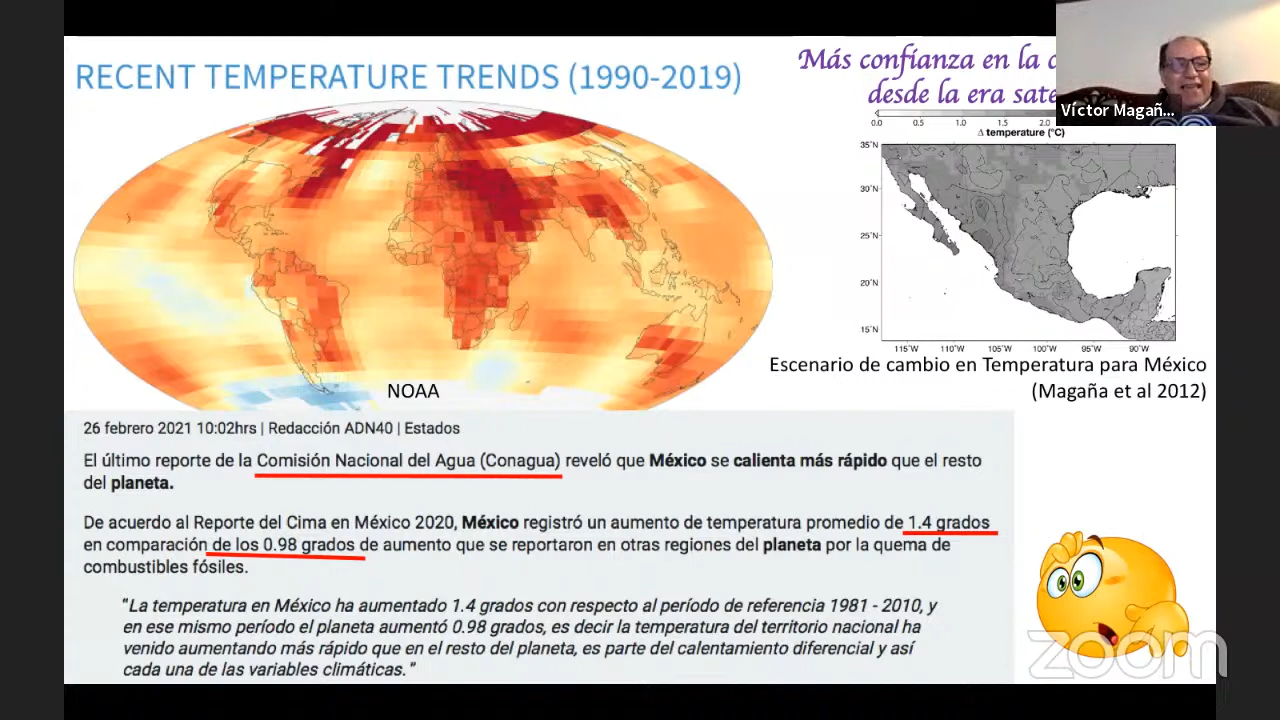 RECENT TEMPERATURE TRENDS (1990-2019)
Más confianza en la
desde la era
Víctor Magañ...
0.0 0.5 1.0 1.5 2.0
Δ temperature (°C)
35°N
30°N
25°N
20°N
15°N
115°W 110°W 105°W 100°W 95°W 90°W
NOAA
Escenario de cambio en Temperatura para México
(Magaña et al 2012)
26 febrero 2021 10:02hrs | Redacción ADN40 | Estados
El último reporte de la Comisión Nacional del Agua (Conagua) reveló que México se calienta más rápido que el resto
del planeta.
De acuerdo al Reporte del Cima en México 2020, México registró un aumento de temperatura promedio de 1.4 grados
en comparación de los 0.98 grados de aumento que se reportaron en otras regiones del planeta por la quema de
combustibles fósiles.
"La temperatura en México ha aumentado 1.4 grados con respecto al período de referencia 1981 - 2010, y
en ese mismo período el planeta aumentó 0.98 grados, es decir la temperatura del territorio nacional ha
venido aumentando más rápido que en el resto del planeta, es parte del calentamiento diferencial y así
cada una de las variables climáticas."
zoom